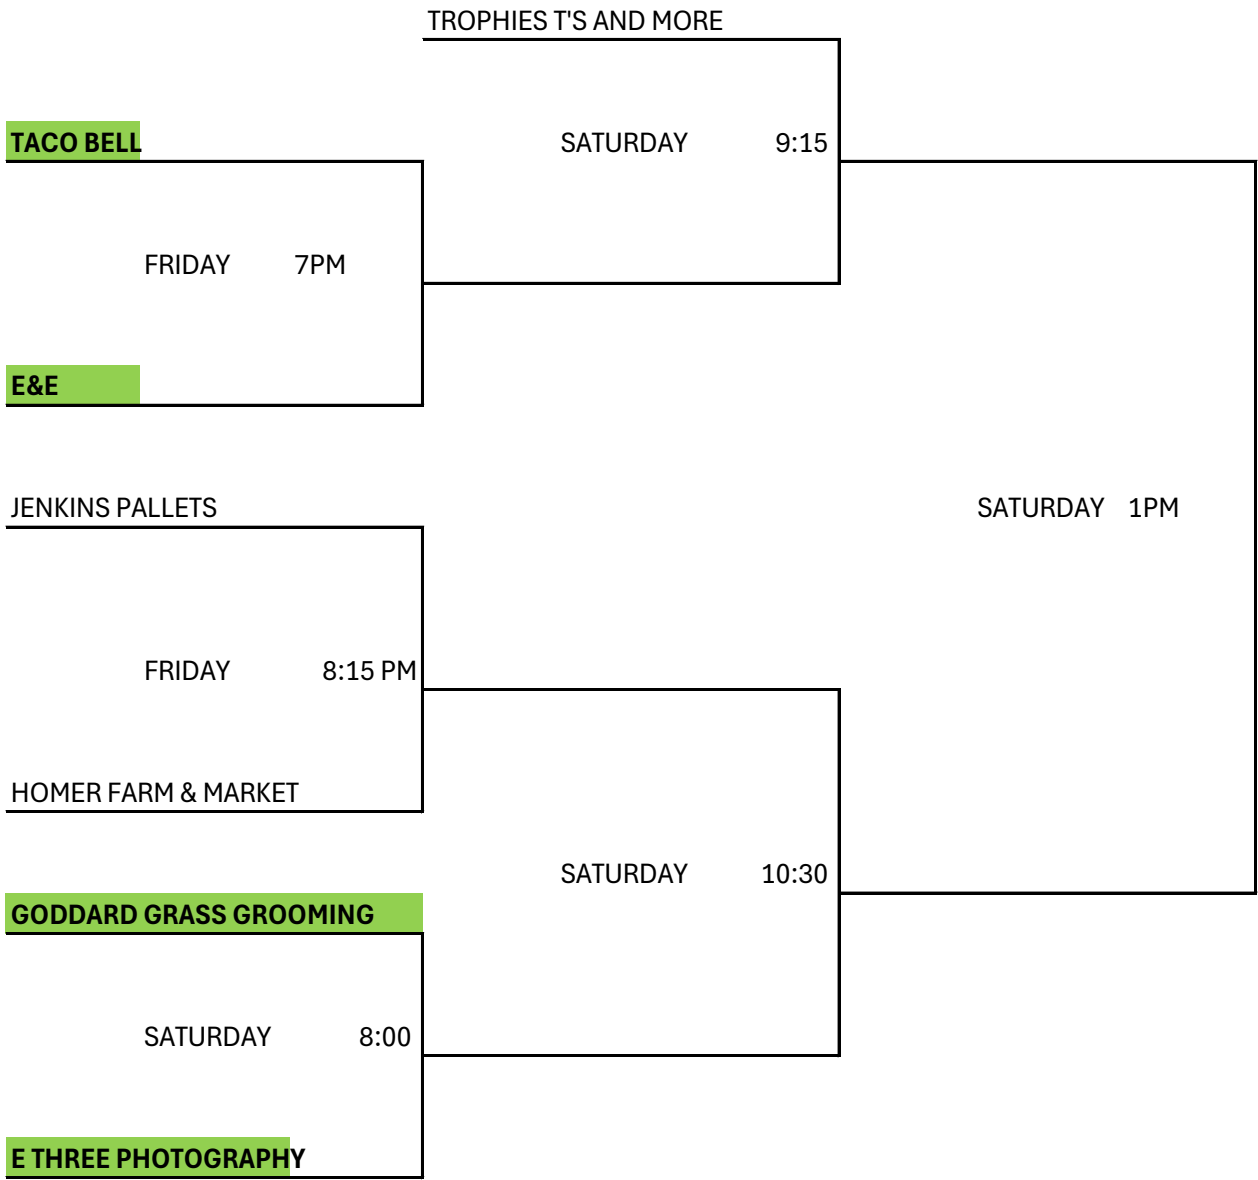 TROPHIES T'S AND MORE
TACO BELL
SATURDAY 9:15
FRIDAY 7PM
E&E
JENKINS PALLETS
SATURDAY 1PM
FRIDAY 8:15 PM
HOMER FARM & MARKET
SATURDAY 10:30
GODDARD GRASS GROOMING
SATURDAY 8:00
E THREE PHOTOGRAPHY